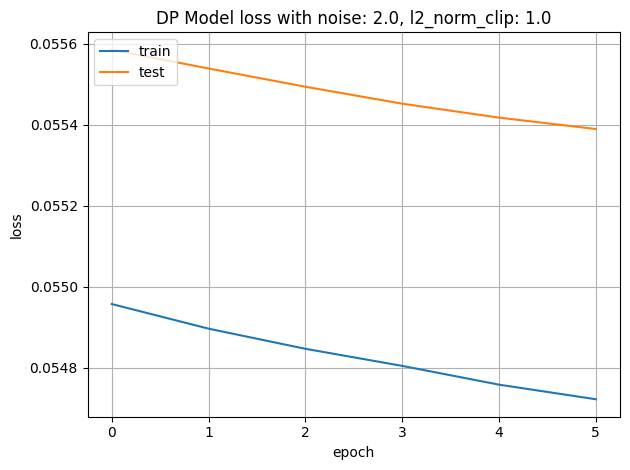 DP Model loss with noise: 2.0, l2_norm_clip: 1.0
train
test
0.0556
0.0554
0.0552
0.0550
0.0548
loss
0 1 2 3 4 5
epoch